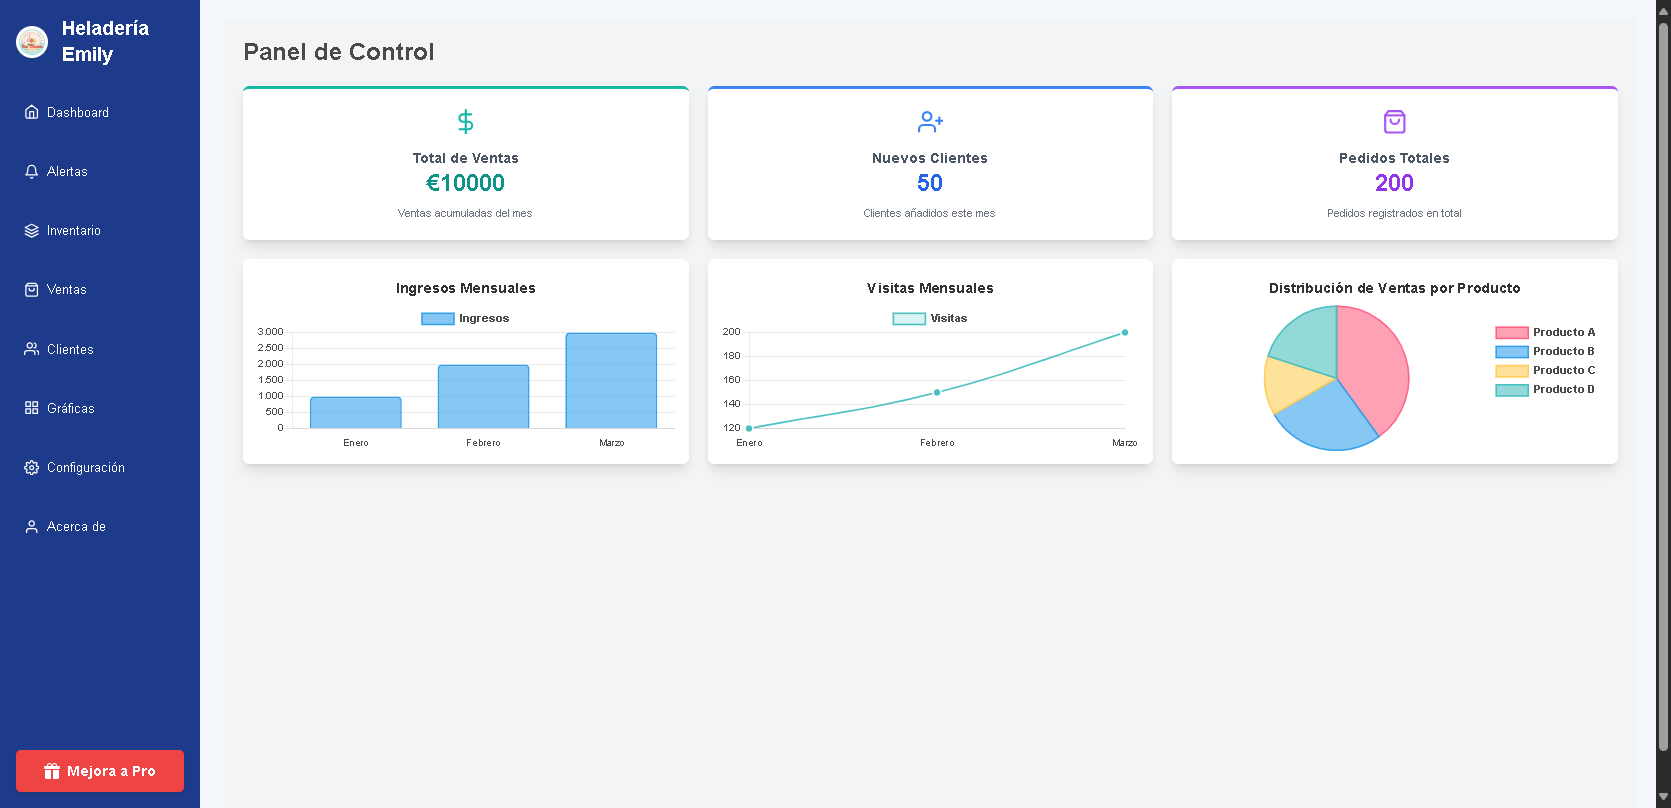 Heladería
Emily
Dashboard
Alertas
Inventario
Ventas
Clientes
Gráficas
Configuración
Acerca de
Mejora a Pro
Panel de Control
Total de Ventas
€10000
Ventas acumuladas del mes
Nuevos Clientes
50
Clientes añadidos este mes
Pedidos Totales
200
Pedidos registrados en total
Ingresos Mensuales
Ingresos
3.000
2.500
2.000
1.500
1.000
500
0
Enero Febrero Marzo
Visitas Mensuales
Visitas
200
180
160
140
120
Enero Febrero Marzo
Distribución de Ventas por Producto
Producto A
Producto B
Producto C
Producto D